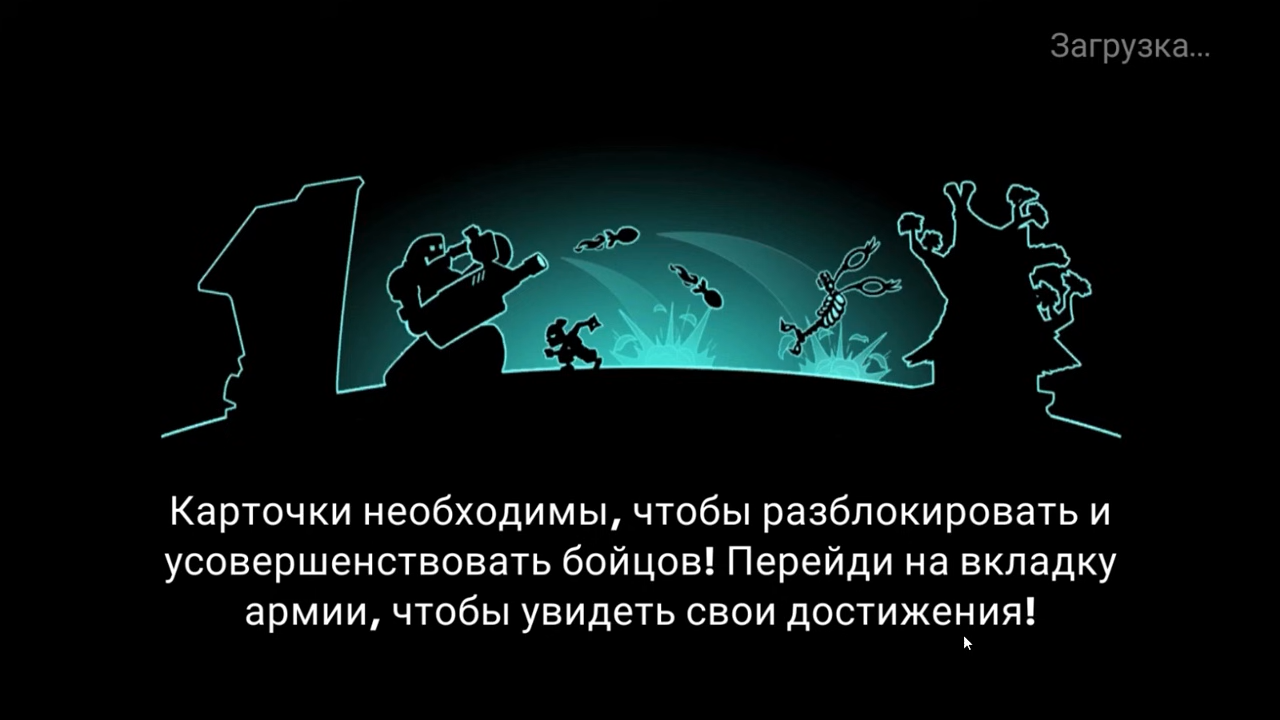 Загрузка...
Карточки необходимы, чтобы разблокировать и
усовершенствовать бойцов! Перейди на вкладку
армии, чтобы увидеть свои достижения!